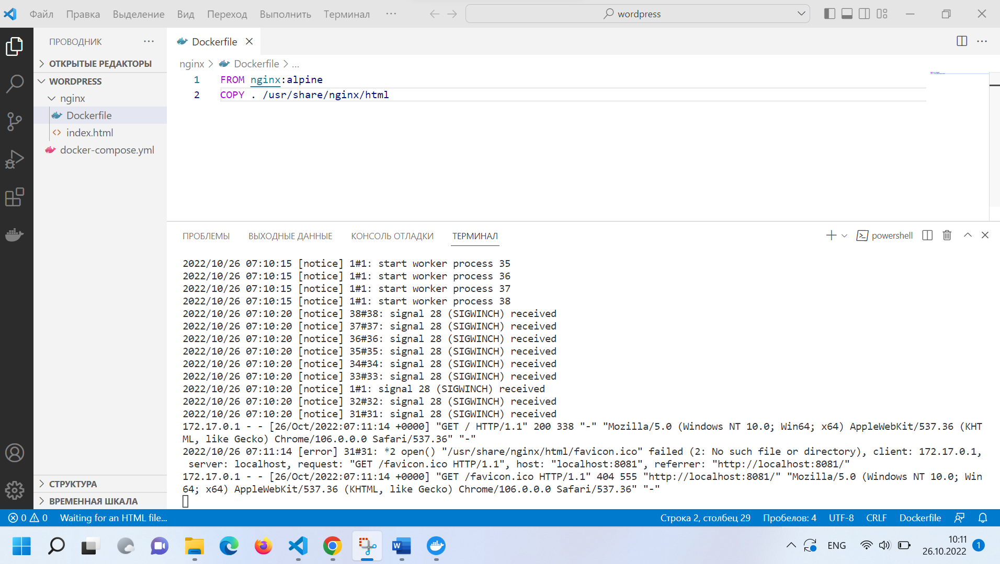 Файл Правка Выделение Вид Переход Выполнить Терминал ··· wordpress
ПРОВОДНИК ···
Dockerfile
ОТКРЫТЫЕ РЕДАКТОРЫ
nginx > Dockerfile > ...
WORDPRESS
nginx
Dockerfile
index.html
docker-compose.yml
1 FROM nginx:alpine
2 COPY . /usr/share/nginx/html
ПРОБЛЕМЫ ВЫХОДНЫЕ ДАННЫЕ КОНСОЛЬ ОТЛАДКИ ТЕРМИНАЛ powershell
2022/10/26 07:10:15 [notice] 1#1: start worker process 35
2022/10/26 07:10:15 [notice] 1#1: start worker process 36
2022/10/26 07:10:15 [notice] 1#1: start worker process 37
2022/10/26 07:10:15 [notice] 1#1: start worker process 38
2022/10/26 07:10:20 [notice] 38#38: signal 28 (SIGWINCH) received
2022/10/26 07:10:20 [notice] 37#37: signal 28 (SIGWINCH) received
2022/10/26 07:10:20 [notice] 36#36: signal 28 (SIGWINCH) received
2022/10/26 07:10:20 [notice] 35#35: signal 28 (SIGWINCH) received
2022/10/26 07:10:20 [notice] 34#34: signal 28 (SIGWINCH) received
2022/10/26 07:10:20 [notice] 33#33: signal 28 (SIGWINCH) received
2022/10/26 07:10:20 [notice] 1#1: signal 28 (SIGWINCH) received
2022/10/26 07:10:20 [notice] 32#32: signal 28 (SIGWINCH) received
2022/10/26 07:10:20 [notice] 31#31: signal 28 (SIGWINCH) received
172.17.0.1 - - [26/Oct/2022:07:11:14 +0000] "GET / HTTP/1.1" 200 338 "-" "Mozilla/5.0 (Windows NT 10.0; Win64; x64) AppleWebKit/537.36 (KHT
ML, like Gecko) Chrome/106.0.0.0 Safari/537.36" "-"
2022/10/26 07:11:14 [error] 31#31: *2 open() "/usr/share/nginx/html/favicon.ico" failed (2: No such file or directory), client: 172.17.0.1,
server: localhost, request: "GET /favicon.ico HTTP/1.1", host: "localhost:8081", referrer: "http://localhost:8081/"
172.17.0.1 - - [26/Oct/2022:07:11:14 +0000] "GET /favicon.ico HTTP/1.1" 404 555 "http://localhost:8081/" "Mozilla/5.0 (Windows NT 10.0; Win
64; x64) AppleWebKit/537.36 (KHTML, like Gecko) Chrome/106.0.0.0 Safari/537.36" "-"
СТРУКТУРА
ВРЕМЕННАЯ ШКАЛА
0 0 Waiting for an HTML file... Строка 2, столбец 29 Пробелов: 4 UTF-8 CRLF Dockerfile
ENG 10:11 1
26.10.2022